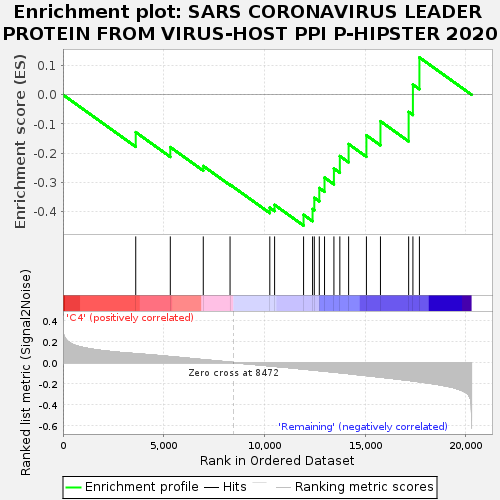 Enrichment plot: SARS CORONAVIRUS LEADER
PROTEIN FROM VIRUS-HOST PPI P-HIPSTER 2020
Enrichment score (ES)
0.1
0.0
-0.1
-0.2
-0.3
-0.4
'C4' (positively correlated)
Ranked list metric (Signal2Noise)
0.4
0.2
0.0
-0.2
-0.4
-0.6
Zero cross at 8472
'Remaining' (negatively correlated)
0
5,000
10,000
15,000
20,000
Rank in Ordered Dataset
Enrichment profile
Hits
Ranking metric scores